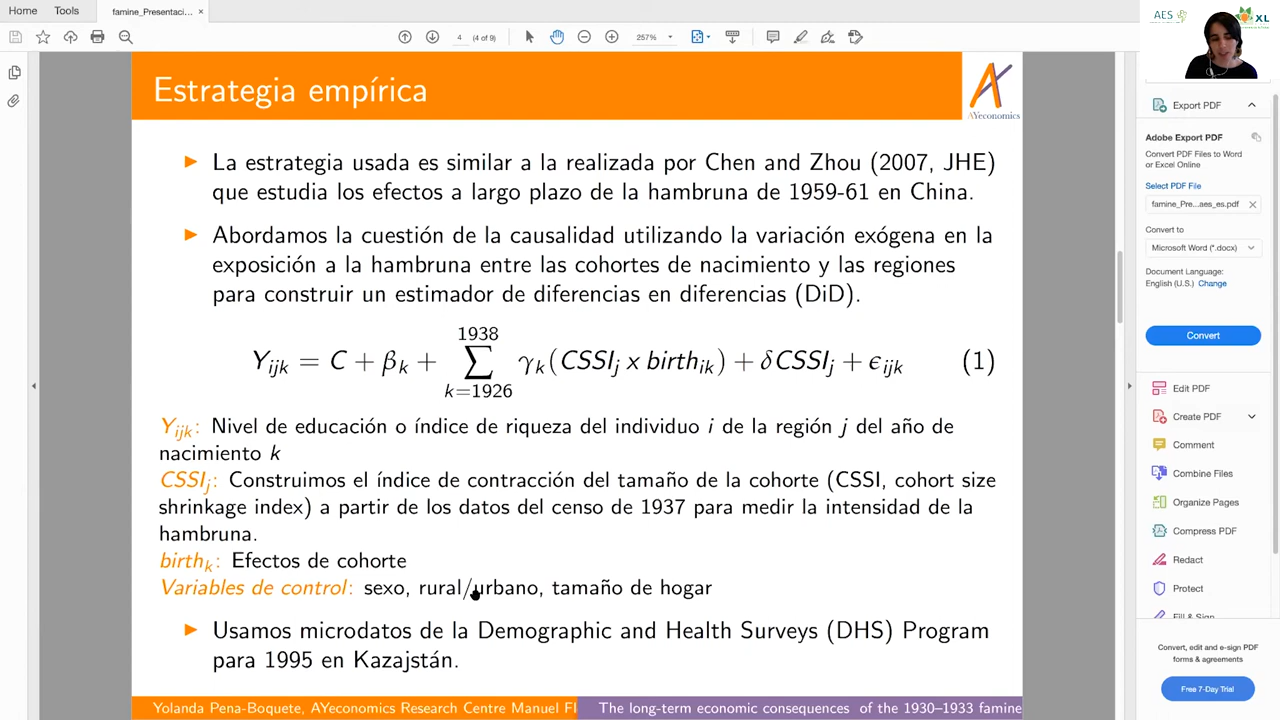 Home Tools famine_Presentaci... ×
4 (4 of 9) 257%
AES XL
Estrategia empírica
AYeconomics
La estrategia usada es similar a la realizada por Chen and Zhou (2007, JHE)
que estudia los efectos a largo plazo de la hambruna de 1959-61 en China.
Abordamos la cuestión de la causalidad utilizando la variación exógena en la
exposición a la hambruna entre las cohortes de nacimiento y las regiones
para construir un estimador de diferencias en diferencias (DiD).
Y_ijk = C + β_k + ∑_{k=1926}^{1938} γ_k(CSSI_j x birth_ik) + δCSSI_j + ϵ_ijk (1)
Y_ijk: Nivel de educación o índice de riqueza del individuo i de la región j del año de
nacimiento k
CSSI_j: Construimos el índice de contracción del tamaño de la cohorte (CSSI, cohort size
shrinkage index) a partir de los datos del censo de 1937 para medir la intensidad de la
hambruna.
birth_k: Efectos de cohorte
Variables de control: sexo, rural/urbano, tamaño de hogar
Usamos microdatos de la Demographic and Health Surveys (DHS) Program
para 1995 en Kazajstán.
Yolanda Pena-Boquete, AYeconomics Research Centre Manuel Fl
The long-term economic consequences of the 1930–1933 famine
Export PDF
Adobe Export PDF
Convert PDF Files to Word
or Excel Online
Select PDF File
famine_Pre...aes_es.pdf ×
Convert to
Microsoft Word (*.docx)
Document Language:
English (U.S.) Change
Convert
Edit PDF
Create PDF
Comment
Combine Files
Organize Pages
Compress PDF
Redact
Protect
Fill & Sign
Convert, edit and e-sign PDF
forms & agreements
Free 7-Day Trial